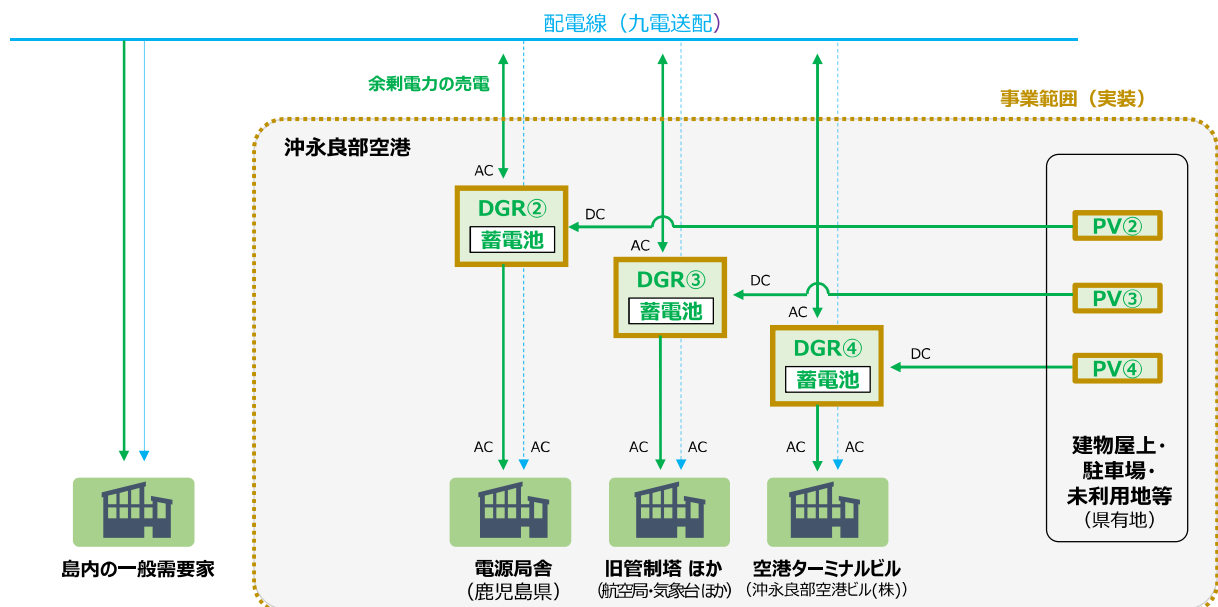 配電線（九電送配）
余剰電力の売電
事業範囲（実装）
沖永良部空港
AC
DGR②
蓄電池
DC
PV②
AC
DGR③
蓄電池
DC
PV③
AC
DGR④
蓄電池
DC
PV④
AC
AC
AC
AC
AC
AC
建物屋上・
駐車場・
未利用地等
（県有地）
島内の一般需要家
電源局舎
（鹿児島県）
旧管制塔 ほか
（航空局・気象台ほか）
空港ターミナルビル
（沖永良部空港ビル(株)）